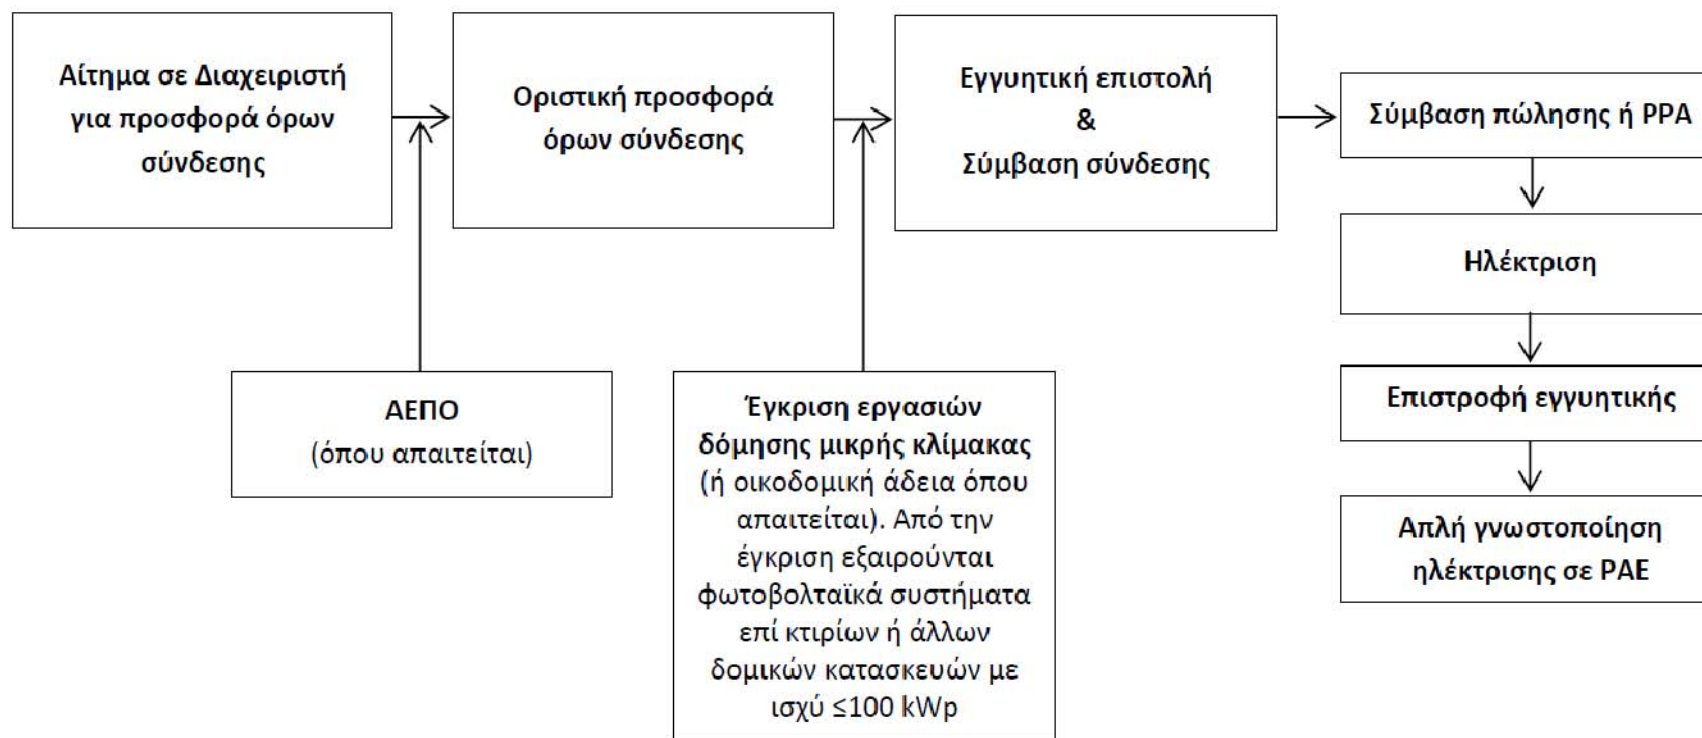 Αίτημα σε Διαχειριστή
για προσφορά όρων
σύνδεσης
Οριστική προσφορά
όρων σύνδεσης
Εγγυητική επιστολή
&
Σύμβαση σύνδεσης
Σύμβαση πώλησης ή PPA
Ηλέκτριση
Επιστροφή εγγυητικής
Απλή γνωστοποίηση
ηλέκτρισης σε ΡΑΕ
ΑΕΠΟ
(όπου απαιτείται)
Έγκριση εργασιών
δόμησης μικρής κλίμακας
(ή οικοδομική άδεια όπου
απαιτείται). Από την
έγκριση εξαιρούνται
φωτοβολταϊκά συστήματα
επί κτιρίων ή άλλων
δομικών κατασκευών με
ισχύ ≤100 kWp